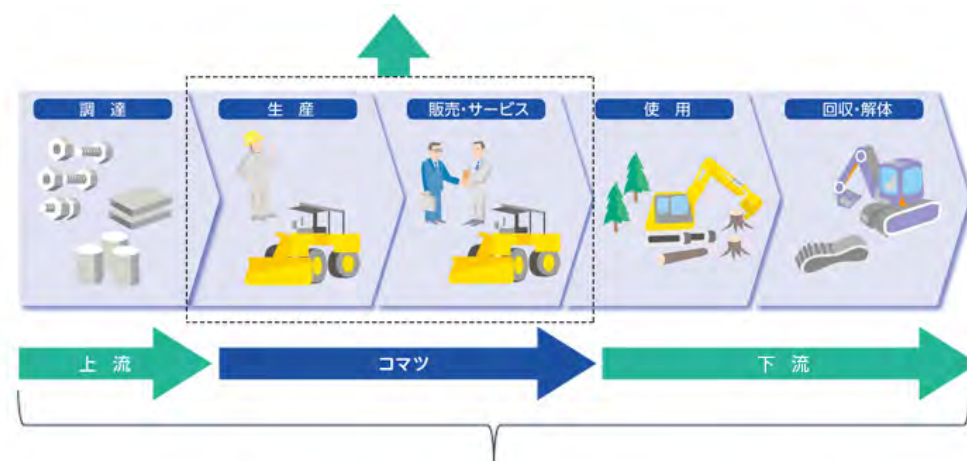 調達
生産
販売・サービス
使用
回収・解体
上流
コマツ
下流